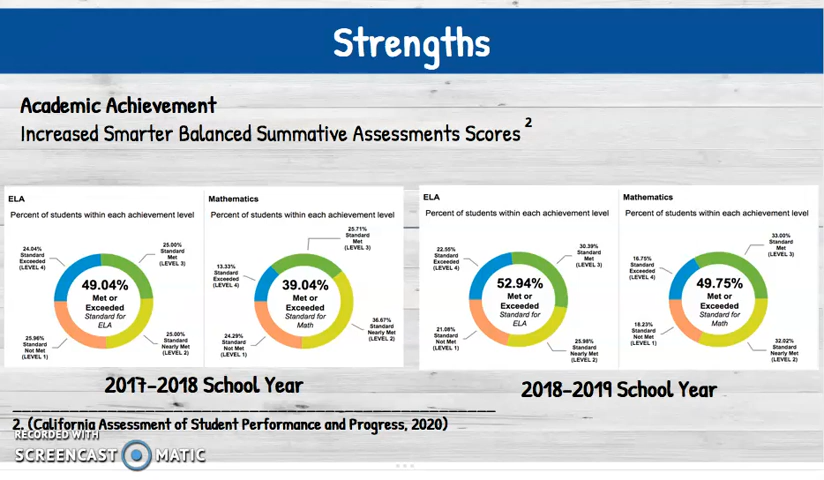 Strengths
Academic Achievement
Increased Smarter Balanced Summative Assessments Scores 2
ELA
Percent of students within each achievement level
24.04%
Standard
Exceeded
(LEVEL 4)
25.00%
Standard
Met
(LEVEL 3)
49.04%
Met or
Exceeded
Standard for
ELA
25.96%
Standard
Not Met
(LEVEL 1)
25.00%
Standard
Nearly Met
(LEVEL 2)
Mathematics
Percent of students within each achievement level
25.71%
Standard
Met
(LEVEL 3)
13.33%
Standard
Exceeded
(LEVEL 4)
39.04%
Met or
Exceeded
Standard for
Math
36.67%
Standard
Nearly Met
(LEVEL 2)
24.29%
Standard
Not Met
(LEVEL 1)
2017-2018 School Year
ELA
Percent of students within each achievement level
22.55%
Standard
Exceeded
(LEVEL 4)
30.39%
Standard
Met
(LEVEL 3)
52.94%
Met or
Exceeded
Standard for
ELA
21.08%
Standard
Not Met
(LEVEL 1)
25.98%
Standard
Nearly Met
(LEVEL 2)
Mathematics
Percent of students within each achievement level
33.00%
Standard
Met
(LEVEL 3)
16.75%
Standard
Exceeded
(LEVEL 4)
49.75%
Met or
Exceeded
Standard for
Math
18.23%
Standard
Not Met
(LEVEL 1)
32.02%
Standard
Nearly Met
(LEVEL 2)
2018-2019 School Year
2. (California Assessment of Student Performance and Progress, 2020)
RECORDED WITH
SCREENCAST MATIC